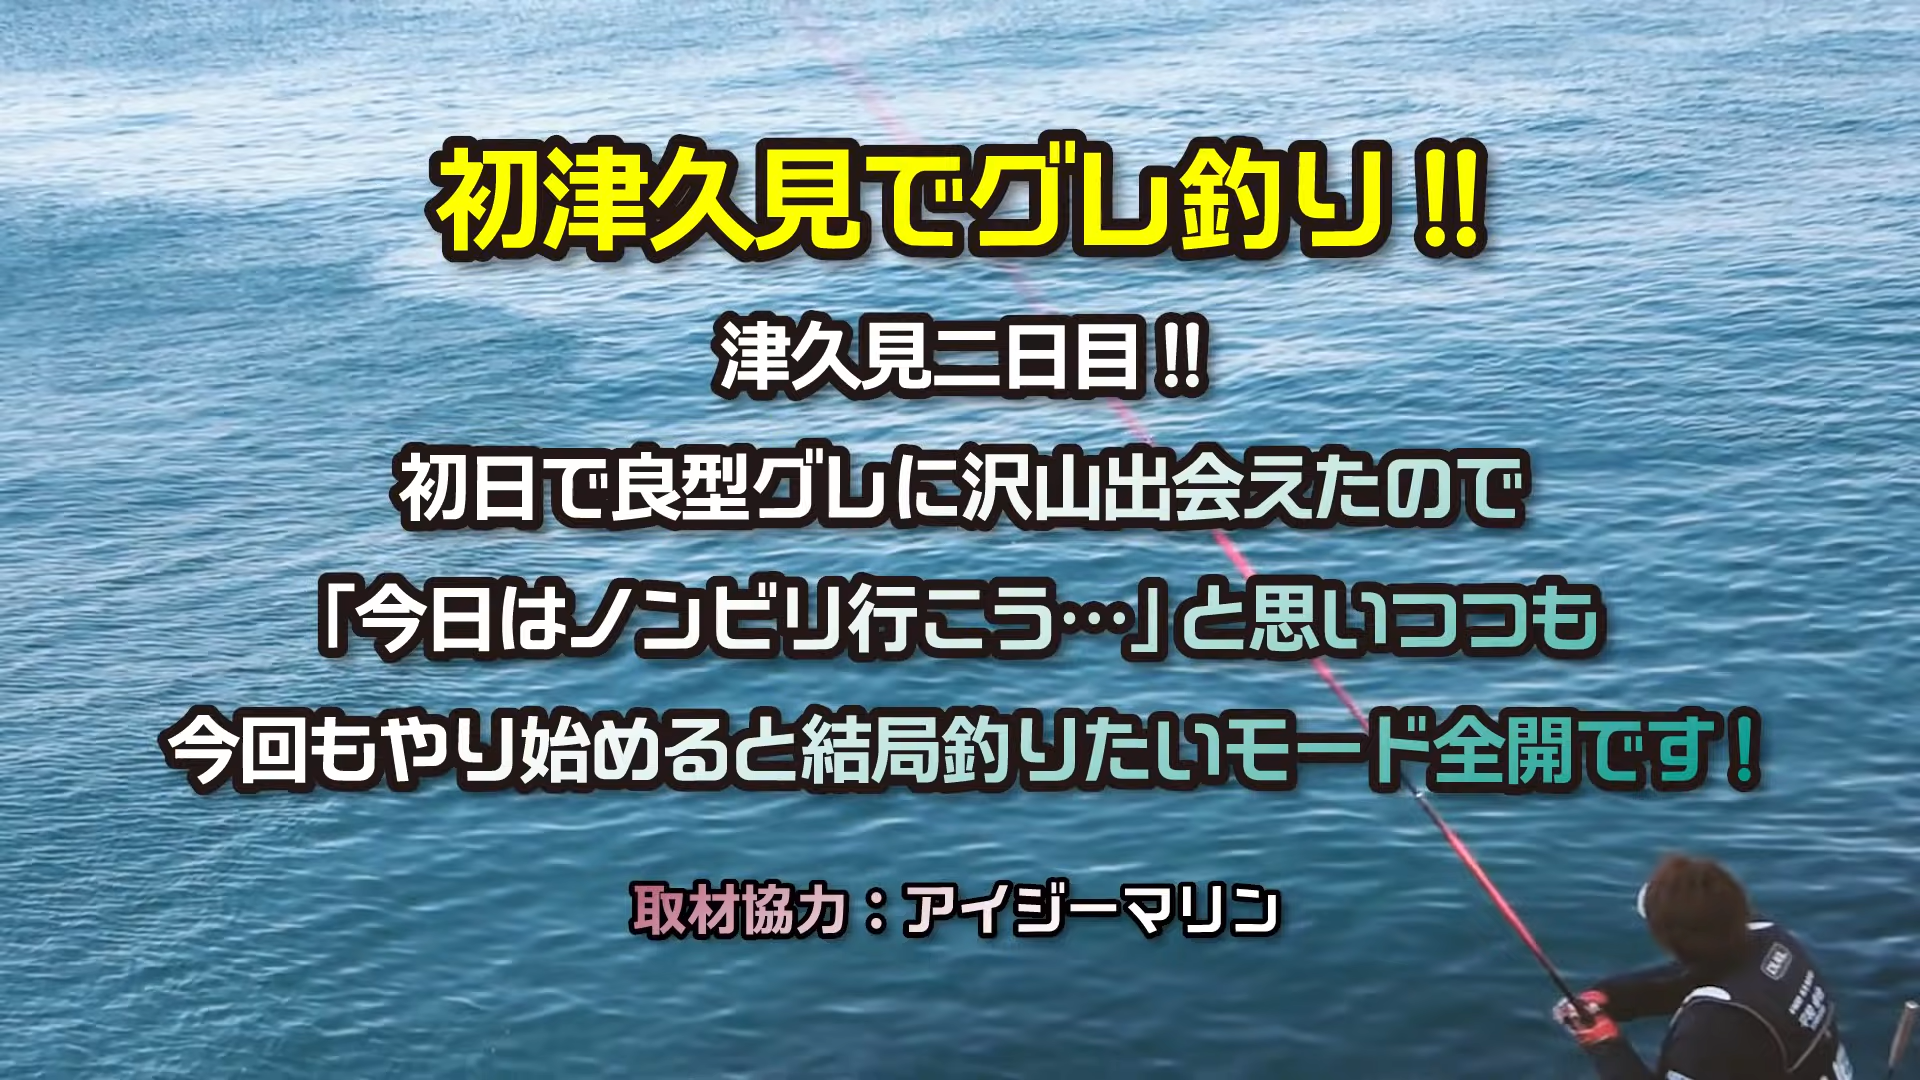 初津久見でグレ釣り!!
津久見二日目!!
初日で良型グレに沢山出会えたので
「今日はノンビリ行こう…」と思いつつも
今回もやり始めると結局釣りたいモード全開です!
取材協力：アイジーマリン